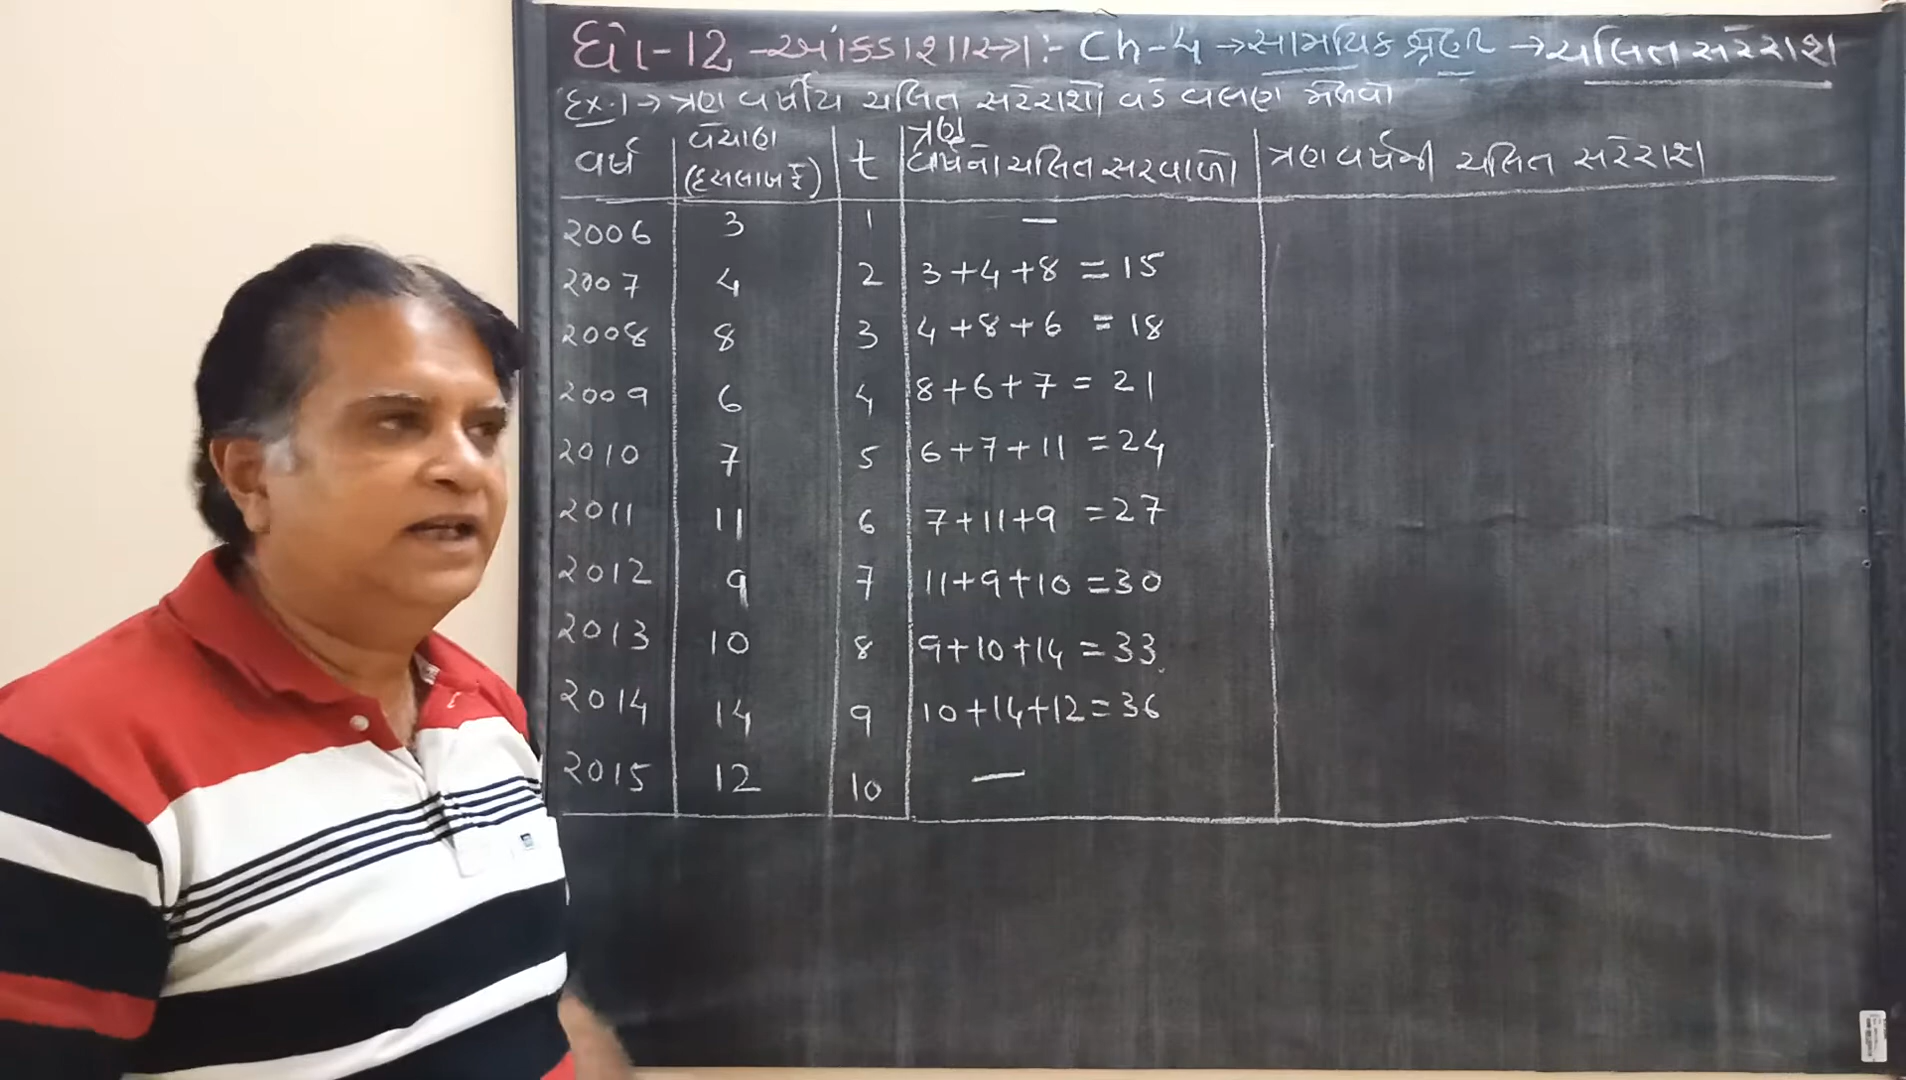 ધો-12 - આંકડાશાસ્ત્ર :- Ch-4 → સામયિક શ્રેણી → ચલિત સરેરાશ
Ex.1 → ત્રણ વર્ષીય ચલિત સરેરાશો વડે વલણ મેળવો
વર્ષ | વેચાણ (દસ લાખ રૂ) | t | ત્રણ વર્ષના ચલિત સરવાળા | ત્રણ વર્ષની ચલિત સરેરાશ
2006 | 3 | 1 | —
2007 | 4 | 2 | 3+4+8 = 15
2008 | 8 | 3 | 4+8+6 = 18
2009 | 6 | 4 | 8+6+7 = 21
2010 | 7 | 5 | 6+7+11 = 24
2011 | 11 | 6 | 7+11+9 = 27
2012 | 9 | 7 | 11+9+10 = 30
2013 | 10 | 8 | 9+10+14 = 33
2014 | 14 | 9 | 10+14+12 = 36
2015 | 12 | 10 | —